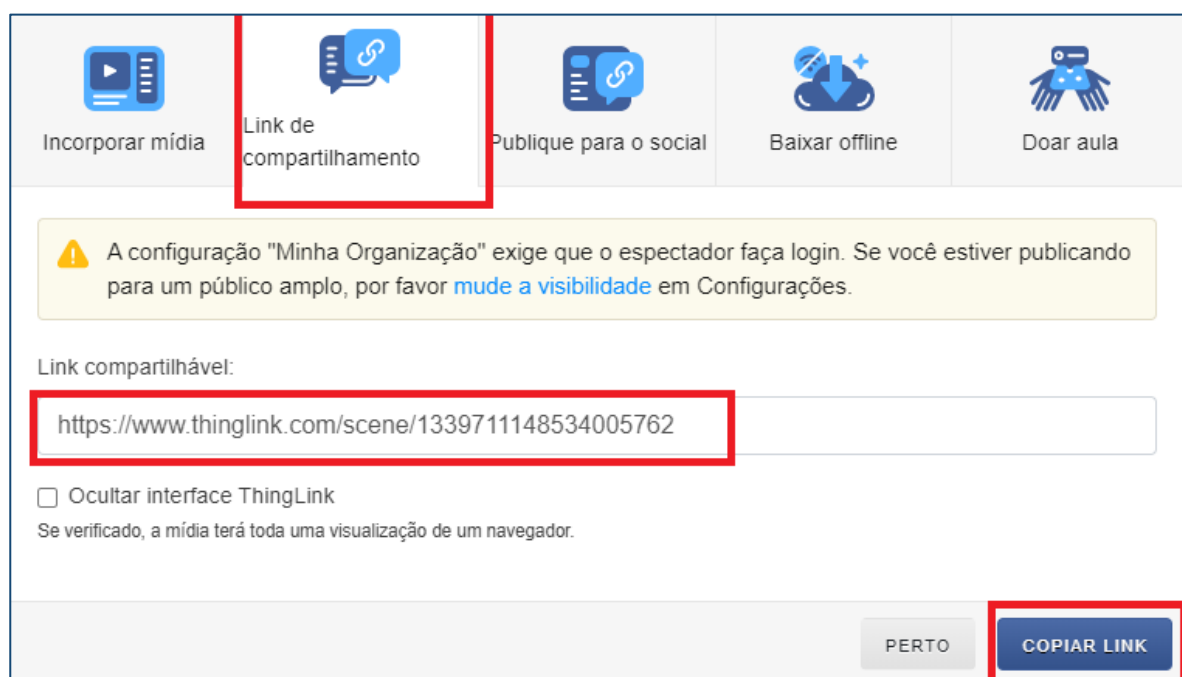 Incorporar mídia
Link de
compartilhamento
Publique para o social
Baixar offline
Doar aula
A configuração "Minha Organização" exige que o espectador faça login. Se você estiver publicando
para um público amplo, por favor mude a visibilidade em Configurações.
Link compartilhável:
https://www.thinglink.com/scene/1339711148534005762
Ocultar interface ThingLink
Se verificado, a mídia terá toda uma visualização de um navegador.
PERTO
COPIAR LINK